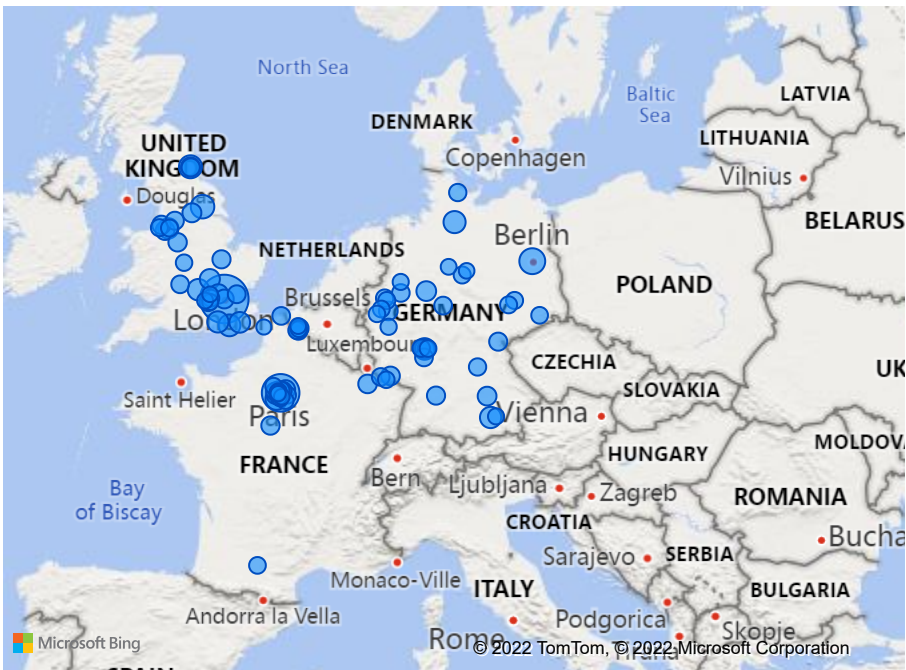 North Sea
Baltic
Sea
LATVIA
DENMARK
LITHUANIA
UNITED
KINGDOM
Copenhagen
Vilnius
Douglas
BELARUS
NETHERLANDS
Berlin
POLAND
Brussels
GERMANY
London
Luxembourg
CZECHIA
UK
SLOVAKIA
Saint Helier
Paris
Vienna
MOLDOV
HUNGARY
FRANCE
Bern
Ljubljana
Zagreb
ROMANIA
Bay
of Biscay
CROATIA
Bucha
Sarajevo
SERBIA
Monaco-Ville
ITALY
BULGARIA
Andorra la Vella
Podgorica
Skopje
Rome
Microsoft Bing
© 2022 TomTom, © 2022 Microsoft Corporation